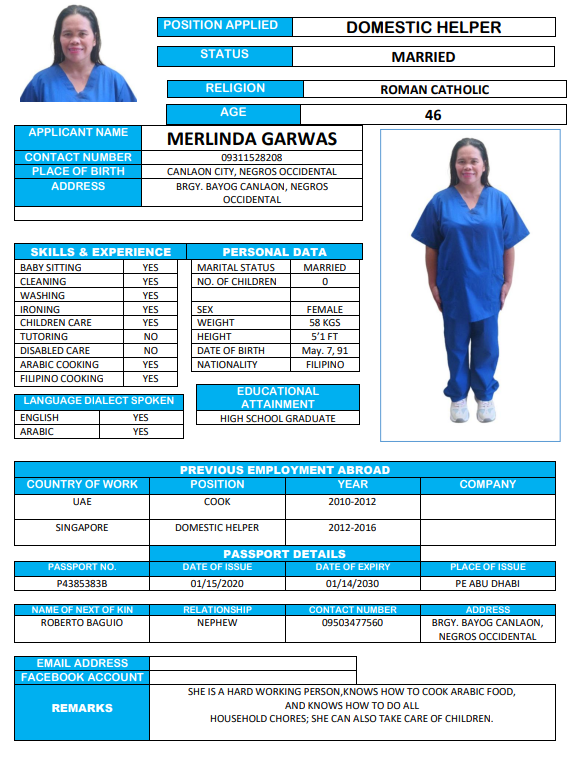 POSITION APPLIED DOMESTIC HELPER
STATUS MARRIED
RELIGION ROMAN CATHOLIC
AGE 46
APPLICANT NAME MERLINDA GARWAS
CONTACT NUMBER 09311528208
PLACE OF BIRTH CANLAON CITY, NEGROS OCCIDENTAL
ADDRESS BRGY. BAYOG CANLAON, NEGROS
OCCIDENTAL
SKILLS & EXPERIENCE PERSONAL DATA
BABY SITTING YES MARITAL STATUS MARRIED
CLEANING YES NO. OF CHILDREN 0
WASHING YES
IRONING YES SEX FEMALE
CHILDREN CARE YES WEIGHT 58 KGS
TUTORING NO HEIGHT 5'1 FT
DISABLED CARE NO DATE OF BIRTH May. 7, 91
ARABIC COOKING YES NATIONALITY FILIPINO
FILIPINO COOKING YES
LANGUAGE DIALECT SPOKEN
ENGLISH YES
ARABIC YES
EDUCATIONAL
ATTAINMENT
HIGH SCHOOL GRADUATE
PREVIOUS EMPLOYMENT ABROAD
COUNTRY OF WORK POSITION YEAR COMPANY
UAE COOK 2010-2012
SINGAPORE DOMESTIC HELPER 2012-2016
PASSPORT DETAILS
PASSPORT NO. DATE OF ISSUE DATE OF EXPIRY PLACE OF ISSUE
P4385383B 01/15/2020 01/14/2030 PE ABU DHABI
NAME OF NEXT OF KIN RELATIONSHIP CONTACT NUMBER ADDRESS
ROBERTO BAGUIO NEPHEW 09503477560 BRGY. BAYOG CANLAON,
NEGROS OCCIDENTAL
EMAIL ADDRESS
FACEBOOK ACCOUNT
REMARKS
SHE IS A HARD WORKING PERSON,KNOWS HOW TO COOK ARABIC FOOD,
AND KNOWS HOW TO DO ALL
HOUSEHOLD CHORES; SHE CAN ALSO TAKE CARE OF CHILDREN.